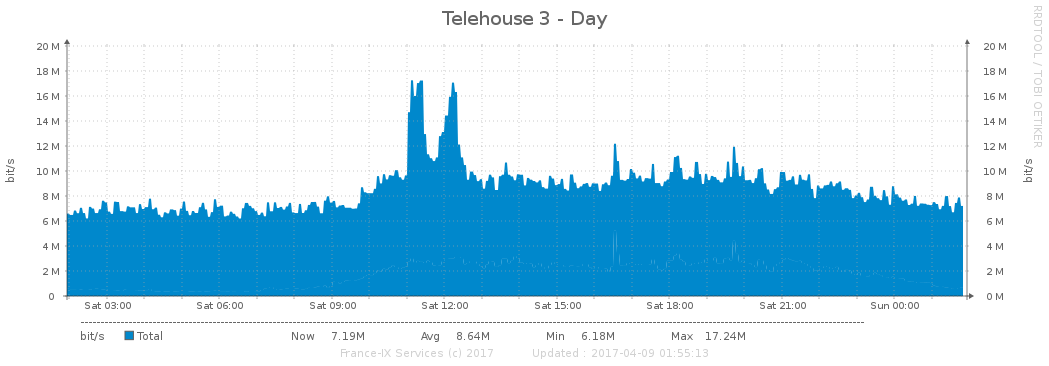 Telehouse 3 - Day
RRDTOOL / TOBI OETIKER
bit/s
20 M 20 M
18 M 18 M
16 M 16 M
14 M 14 M
12 M 12 M
10 M 10 M
8 M 8 M
6 M 6 M
4 M 4 M
2 M 2 M
0 0 M
bit/s
Sat 03:00 Sat 06:00 Sat 09:00 Sat 12:00 Sat 15:00 Sat 18:00 Sat 21:00 Sun 00:00
bit/s Total Now 7.19M Avg 8.64M Min 6.18M Max 17.24M
France-IX Services (c) 2017 Updated : 2017-04-09 01:55:13